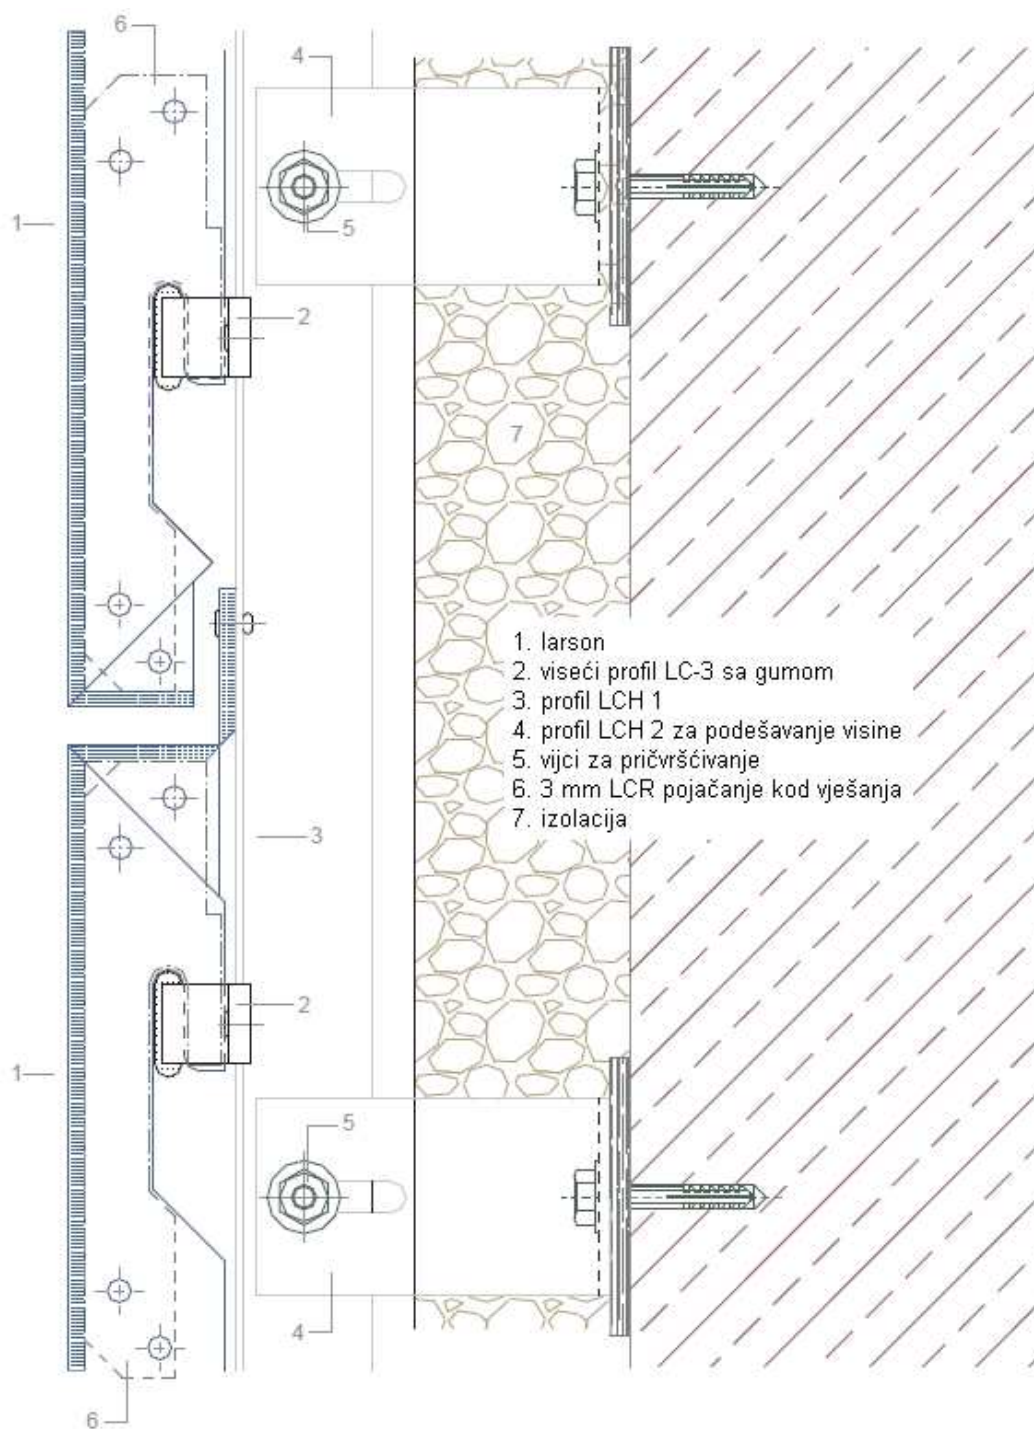 6
4
1
5
2
7
1. larson
2. viseći profil LC-3 sa gumom
3. profil LCH 1
4. profil LCH 2 za podešavanje visine
5. vijci za pričvršćivanje
6. 3 mm LCR pojačanje kod vješanja
7. izolacija
3
2
1
5
4
6